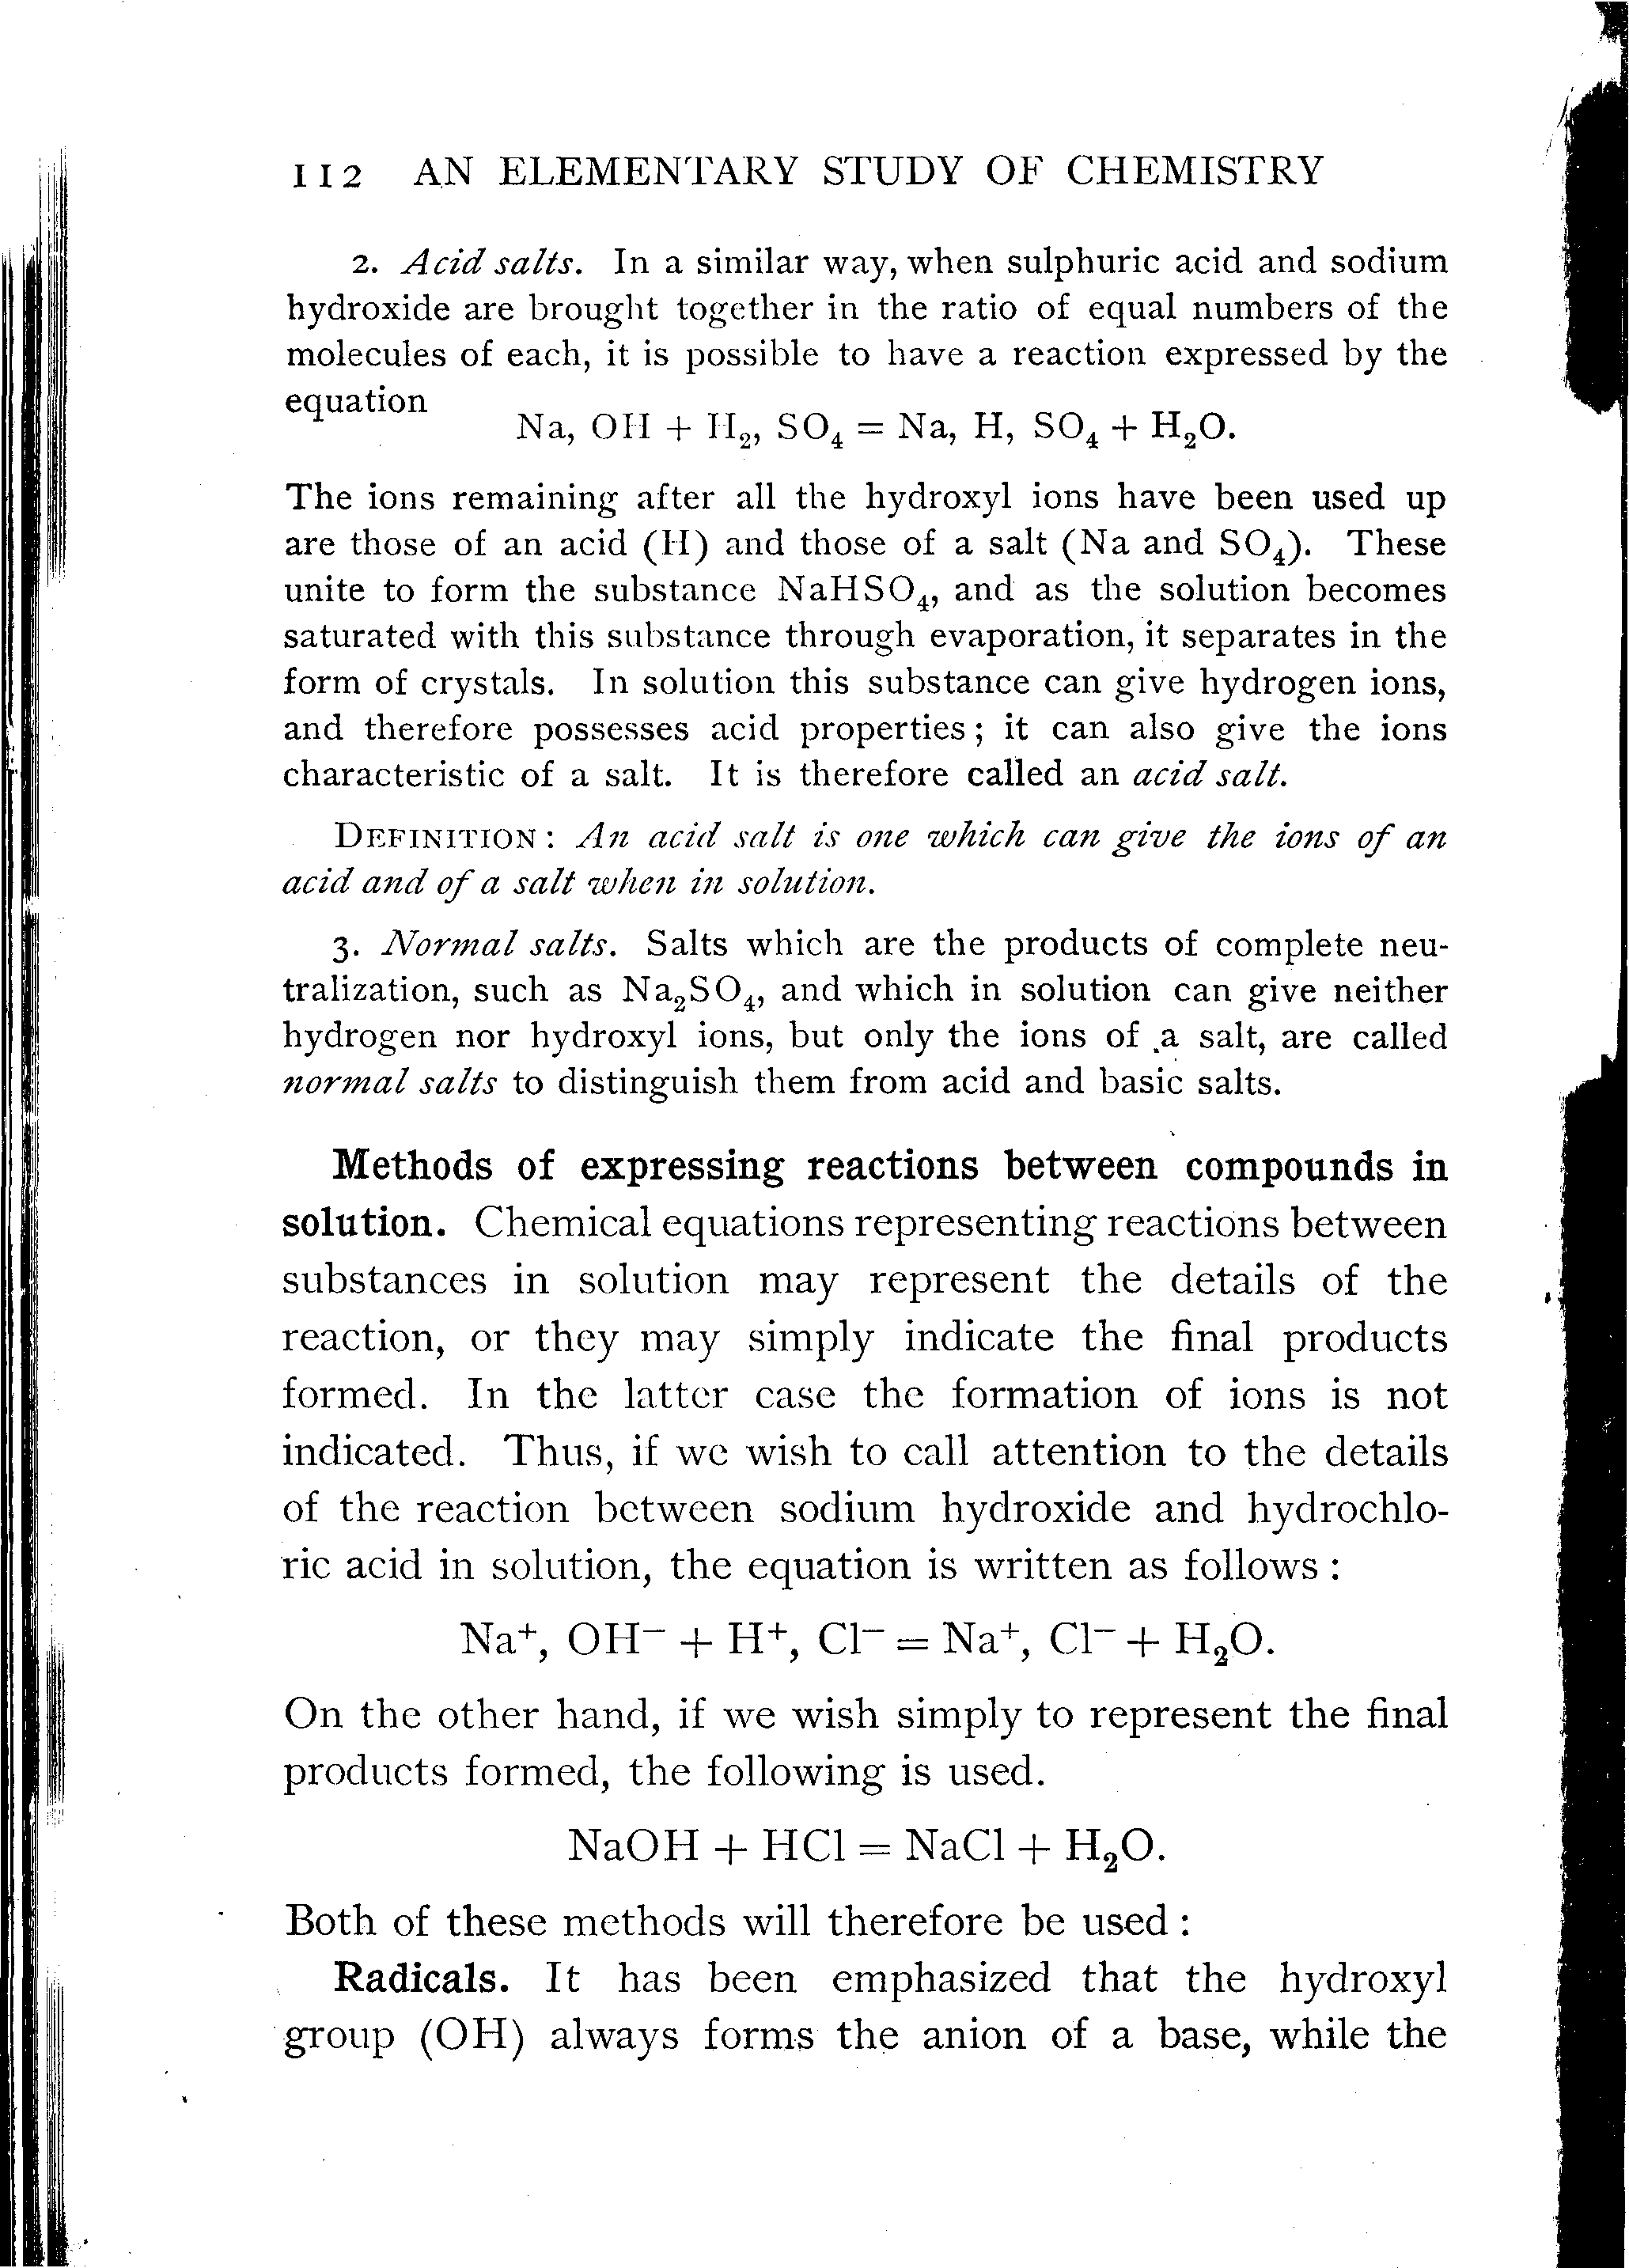 112 AN ELEMENTARY STUDY OF CHEMISTRY
2. Acid salts. In a similar way, when sulphuric acid and sodium
hydroxide are brought together in the ratio of equal numbers of the
molecules of each, it is possible to have a reaction expressed by the
equation
Na, OH + H₂, SO₄ = Na, H, SO₄ + H₂O.
The ions remaining after all the hydroxyl ions have been used up
are those of an acid (H) and those of a salt (Na and SO₄). These
unite to form the substance NaHSO₄, and as the solution becomes
saturated with this substance through evaporation, it separates in the
form of crystals. In solution this substance can give hydrogen ions,
and therefore possesses acid properties; it can also give the ions
characteristic of a salt. It is therefore called an acid salt.
DEFINITION: An acid salt is one which can give the ions of an
acid and of a salt when in solution.
3. Normal salts. Salts which are the products of complete neu-
tralization, such as Na₂SO₄, and which in solution can give neither
hydrogen nor hydroxyl ions, but only the ions of a salt, are called
normal salts to distinguish them from acid and basic salts.
Methods of expressing reactions between compounds in
solution. Chemical equations representing reactions between
substances in solution may represent the details of the
reaction, or they may simply indicate the final products
formed. In the latter case the formation of ions is not
indicated. Thus, if we wish to call attention to the details
of the reaction between sodium hydroxide and hydrochlo-
ric acid in solution, the equation is written as follows:
Na⁺, OH⁻ + H⁺, Cl⁻ = Na⁺, Cl⁻ + H₂O.
On the other hand, if we wish simply to represent the final
products formed, the following is used.
NaOH + HCl = NaCl + H₂O.
Both of these methods will therefore be used:
Radicals. It has been emphasized that the hydroxyl
group (OH) always forms the anion of a base, while the